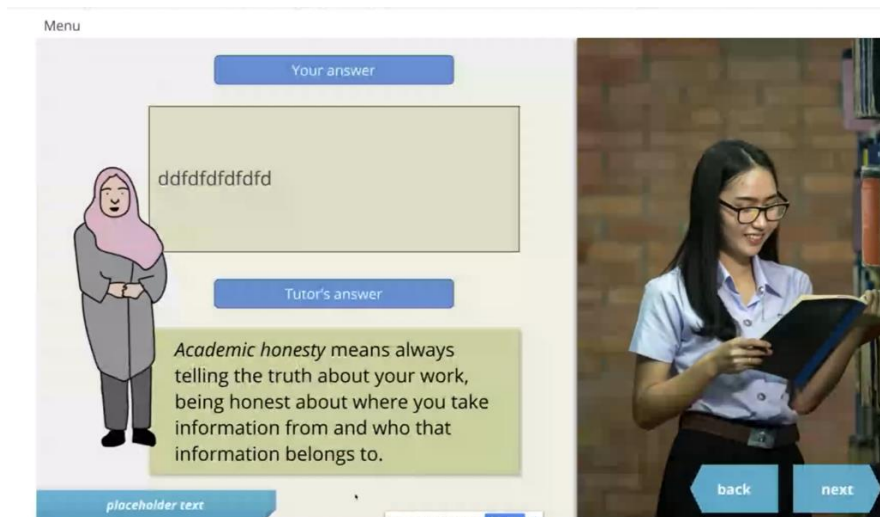 Menu
Your answer
ddfdfdfdfdfd
Tutor's answer
Academic honesty means always
telling the truth about your work,
being honest about where you take
information from and who that
information belongs to.
placeholder text
back
next